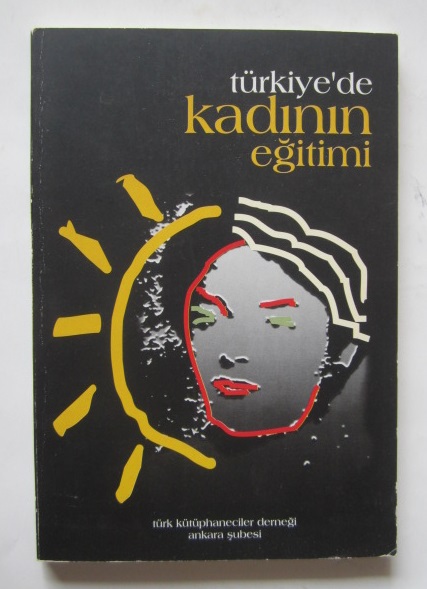 türkiye'de
kadının
eğitimi
türk kütüphaneciler derneği
ankara şubesi